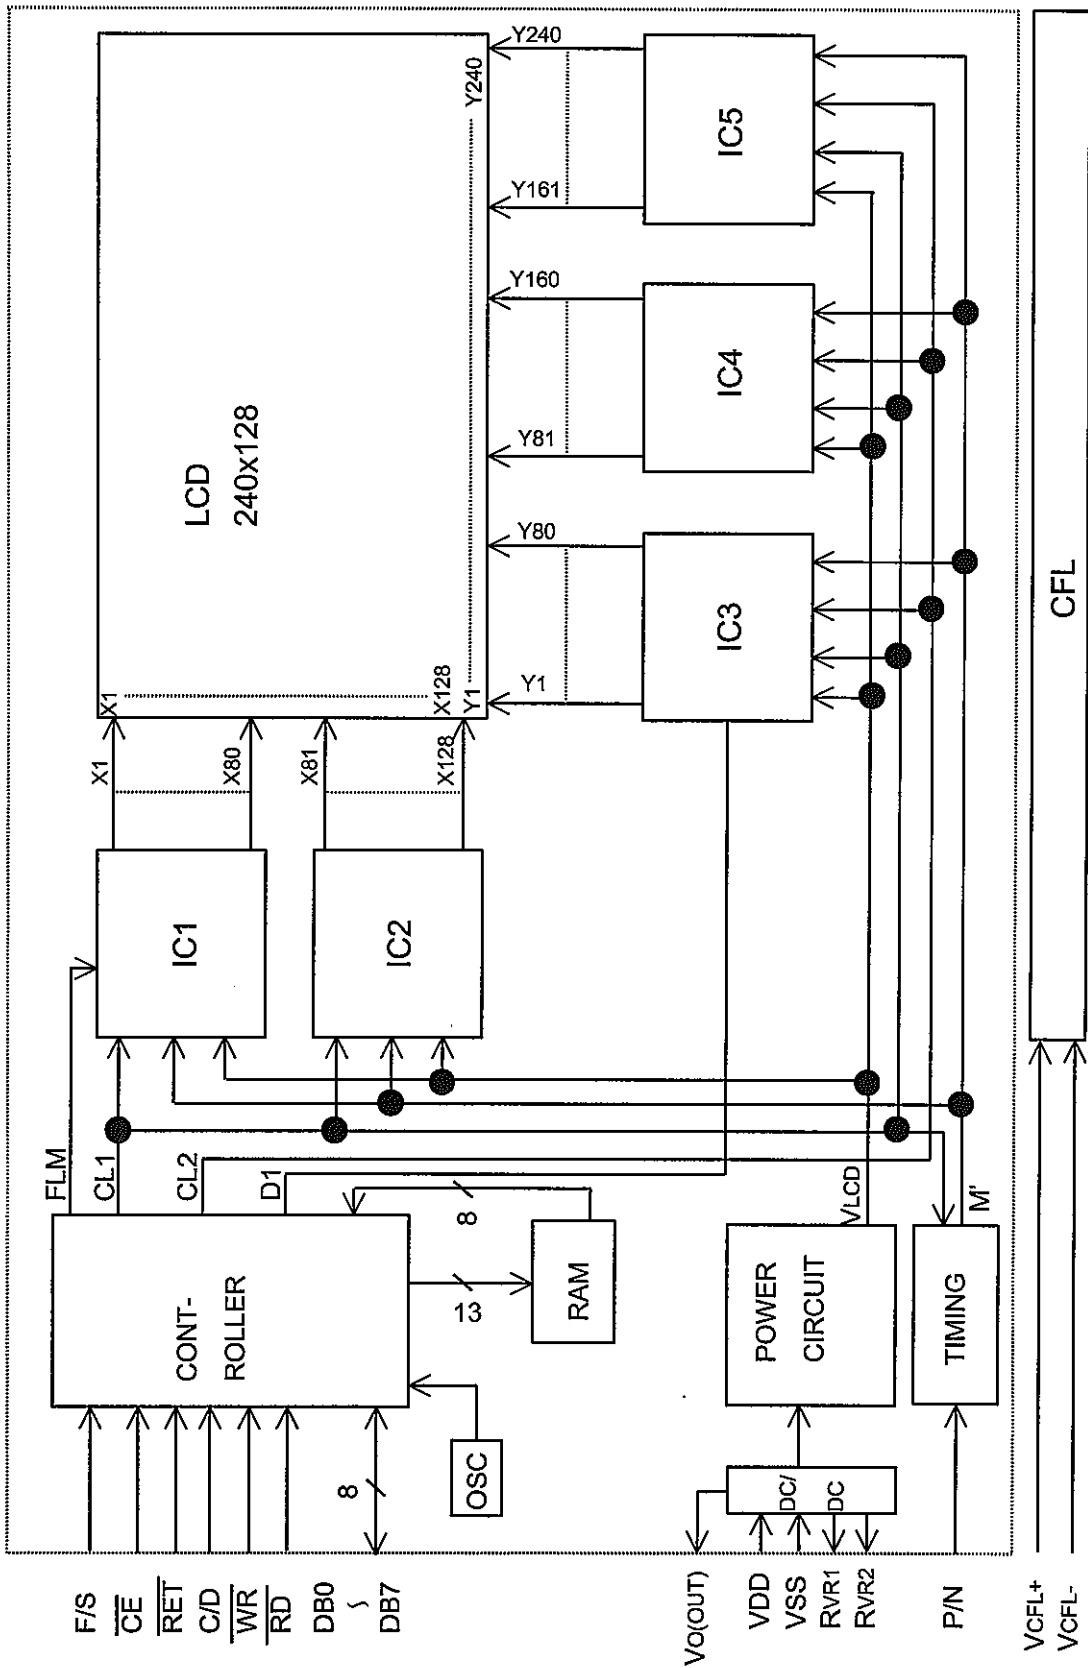 F/S
CE
RET
C/D
WR
RD
DB0
~
DB7
8
OSC
CONT-
ROLLER
FLM
CL1
CL2
D1
8
13
RAM
IC1
IC2
X1
X80
X81
X128
X1
X128
Y1
Y240
LCD
240x128
Y1
Y80
Y81
Y160
Y161
Y240
IC3
IC4
IC5
VO(OUT)
VDD
VSS
RVR1
RVR2
DC/
DC
POWER
CIRCUIT
VLCD
P/N
TIMING
M'
VCFL+
VCFL-
CFL